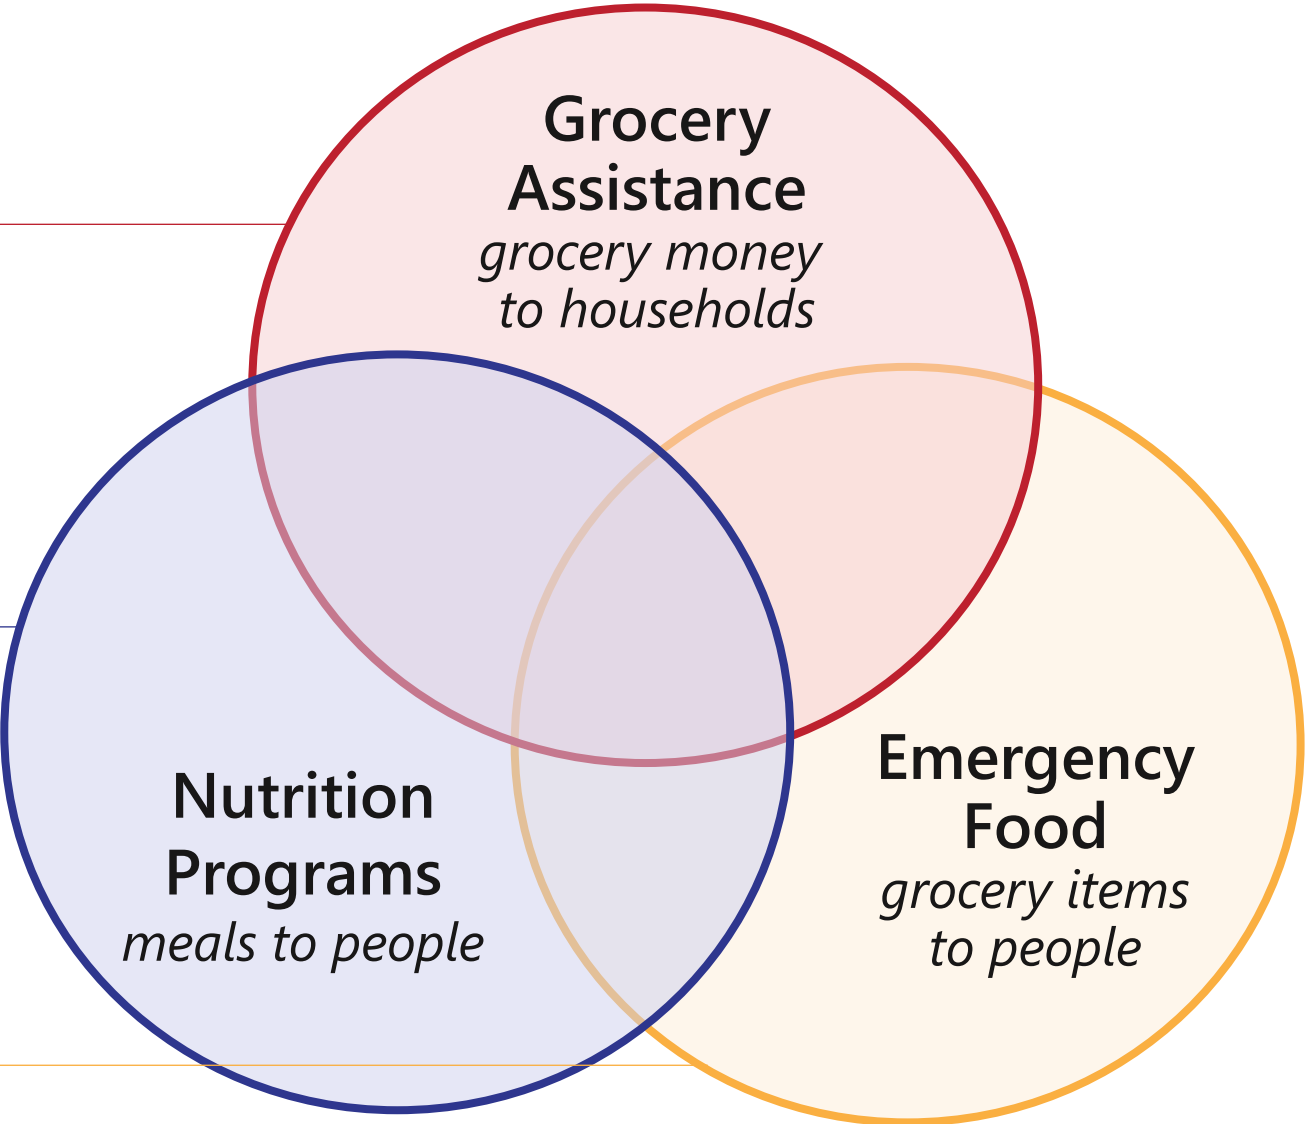 Grocery
Assistance
grocery money
to households
Nutrition
Programs
meals to people
Emergency
Food
grocery items
to people